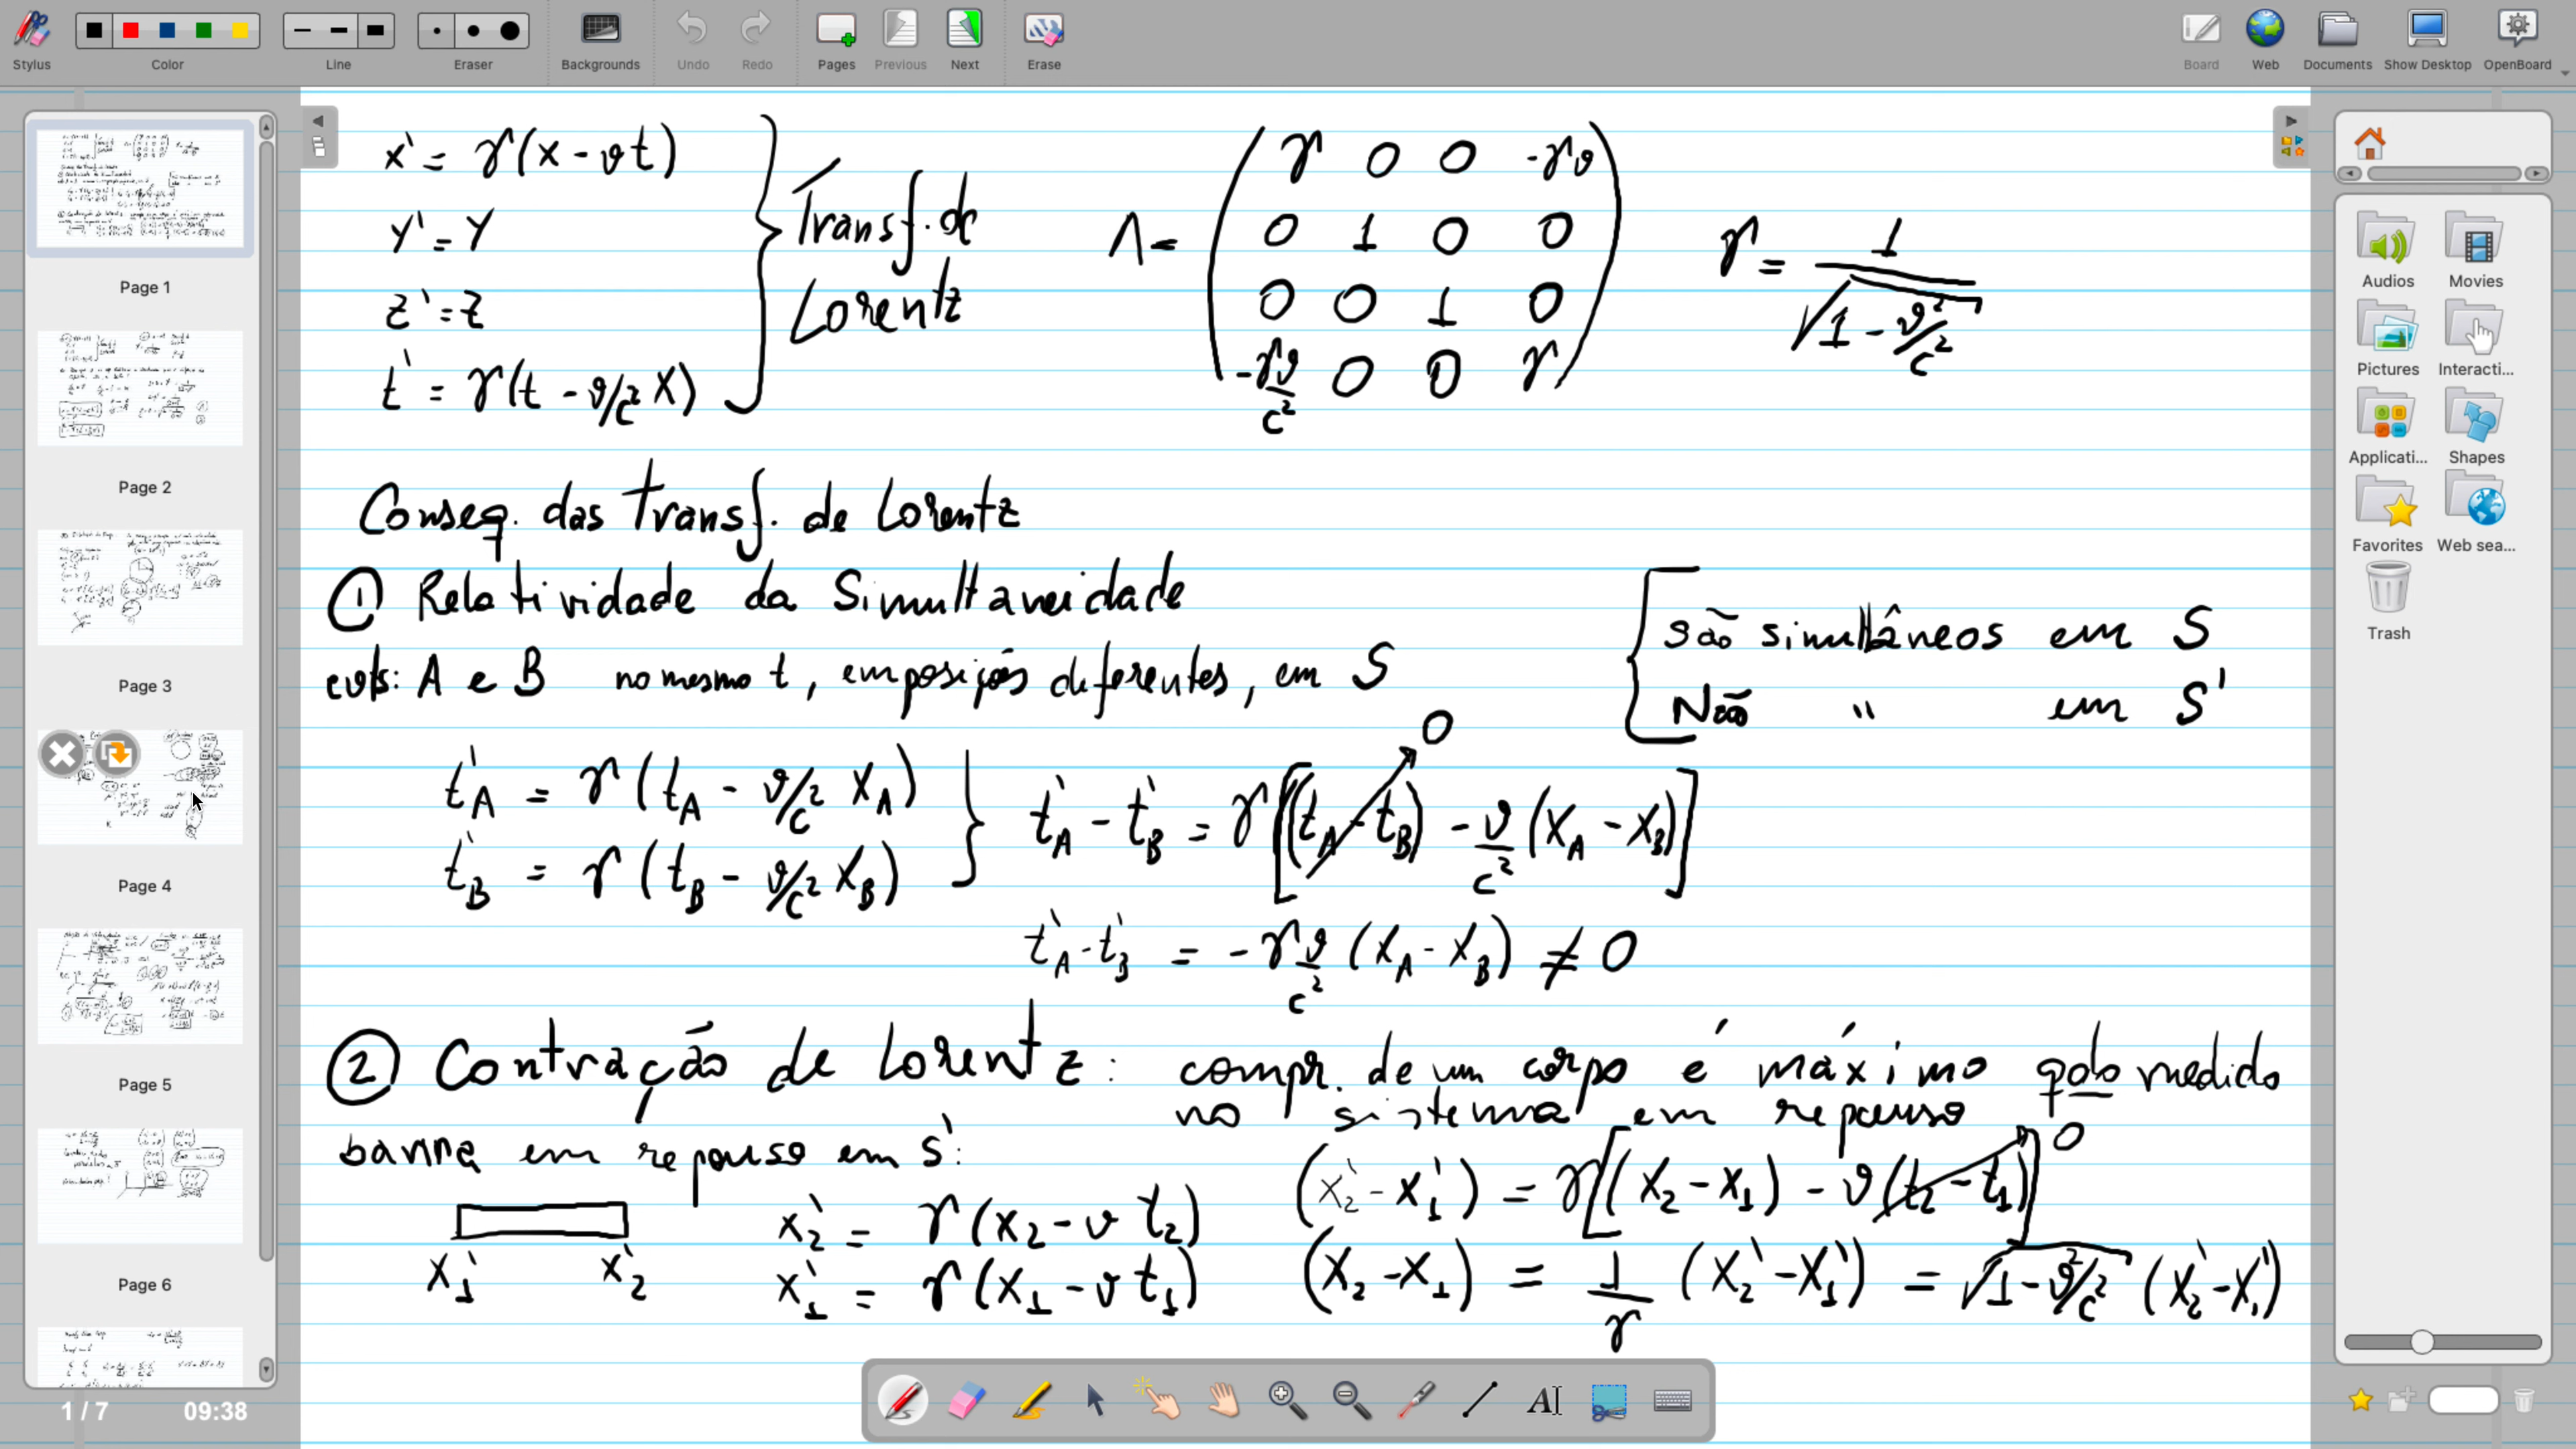 Stylus
Color
Line
Eraser
Backgrounds
Undo
Redo
Pages
Previous
Next
Erase
Board
Web
Documents
Show Desktop
OpenBoard
Page 1
Page 2
Page 3
Page 4
Page 5
Page 6
1 / 7 09:38
x' = γ(x - vt)
y' = y
z' = z
t' = γ(t - v/c² x)
Transf. de
Lorentz
Λ =
γ 0 0 -γv
0 1 0 0
0 0 1 0
-γv/c² 0 0 γ
γ = 1/√(1 - v²/c²)
Conseq. das Transf. de Lorentz
① Relatividade da Simultaneidade
evts: A e B no mesmo t, em posições diferentes, em S
são simultâneos em S
Não " em S'
t'A = γ(tA - v/c² xA)
t'B = γ(tB - v/c² xB)
t'A - t'B = γ[(tA - tB) - v/c² (xA - xB)]
0
t'A - t'B = -γ v/c² (xA - xB) ≠ 0
② Contração de Lorentz: compr. de um corpo é máximo qdo medido
no sistema em repouso
barra em repouso em S':
x'1 x'2
x'2 = γ(x2 - v t2)
x'1 = γ(x1 - v t1)
(x'2 - x'1) = γ[(x2 - x1) - v(t2 - t1)]
0
(x2 - x1) = 1/γ (x'2 - x'1) = √(1 - v²/c²) (x'2 - x'1)
Audios
Movies
Pictures
Interacti...
Applicati...
Shapes
Favorites
Web sea...
Trash